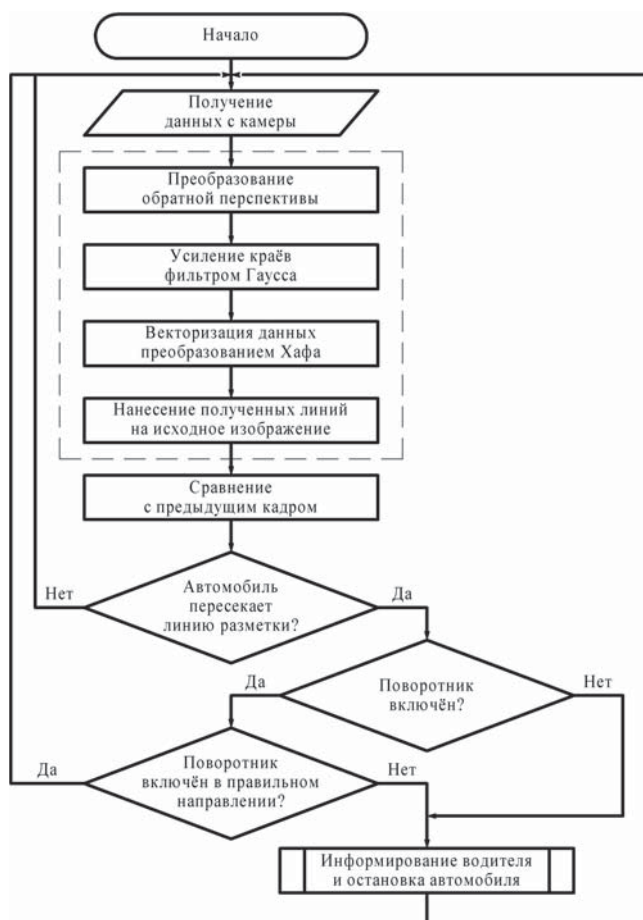 Начало
Получение
данных с камеры
Преобразование
обратной перспективы
Усиление краёв
фильтром Гаусса
Векторизация данных
преобразованием Хафа
Нанесение полученных линий
на исходное изображение
Сравнение
с предыдущим кадром
Нет
Автомобиль
пересекает
линию разметки?
Да
Да
Поворотник
включён?
Нет
Да
Поворотник
включён в правильном
направлении?
Нет
Информирование водителя
и остановка автомобиля